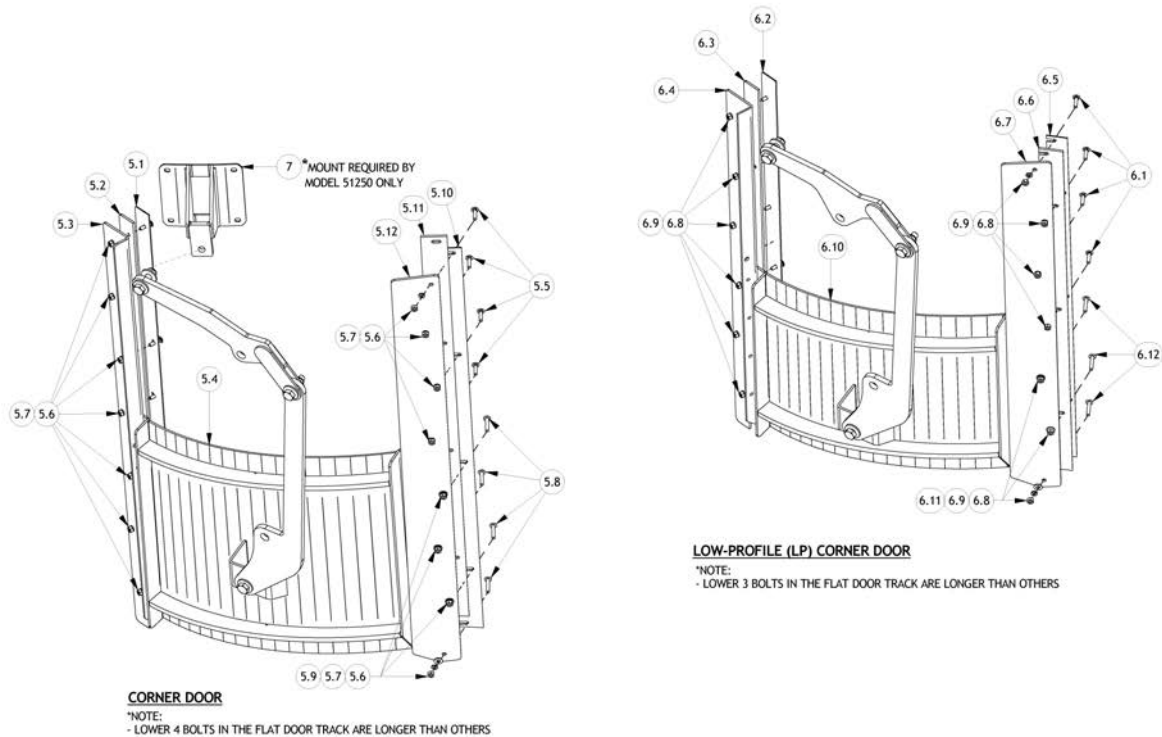 6.2
6.3
6.4
6.5
6.6
6.7
6.1
6.9 6.8
6.9 6.8
6.10
6.12
6.11 6.9 6.8
LOW-PROFILE (LP) CORNER DOOR
*NOTE:
- LOWER 3 BOLTS IN THE FLAT DOOR TRACK ARE LONGER THAN OTHERS
5.1
5.2
5.3
7 *MOUNT REQUIRED BY
MODEL 51250 ONLY
5.10
5.11
5.12
5.5
5.7 5.6
5.4
5.7 5.6
5.8
5.9 5.7 5.6
CORNER DOOR
*NOTE:
- LOWER 4 BOLTS IN THE FLAT DOOR TRACK ARE LONGER THAN OTHERS